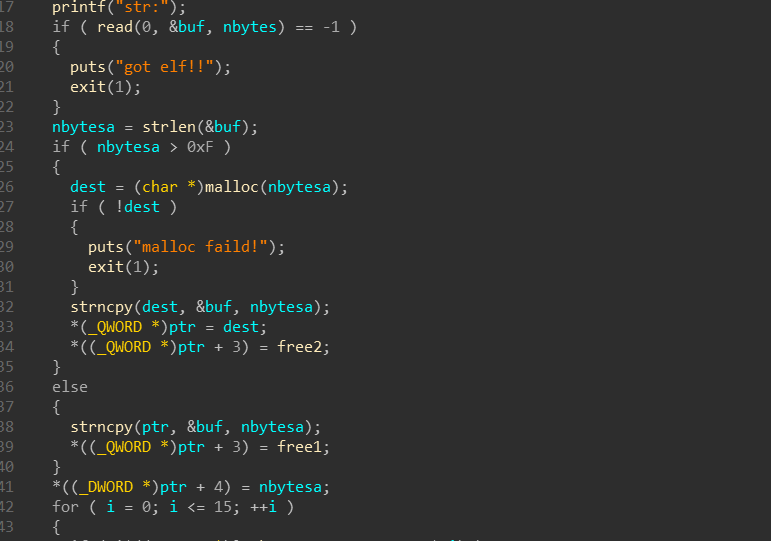 17 printf("str:");
18 if ( read(0, &buf, nbytes) == -1 )
19 {
20 puts("got elf!!");
21 exit(1);
22 }
23 nbytesa = strlen(&buf);
24 if ( nbytesa > 0xF )
25 {
26 dest = (char *)malloc(nbytesa);
27 if ( !dest )
28 {
29 puts("malloc faild!");
30 exit(1);
31 }
32 strncpy(dest, &buf, nbytesa);
33 *(_QWORD *)ptr = dest;
34 *((_QWORD *)ptr + 3) = free2;
35 }
36 else
37 {
38 strncpy(ptr, &buf, nbytesa);
39 *((_QWORD *)ptr + 3) = free1;
40 }
41 *((_DWORD *)ptr + 4) = nbytesa;
42 for ( i = 0; i <= 15; ++i )
43 {